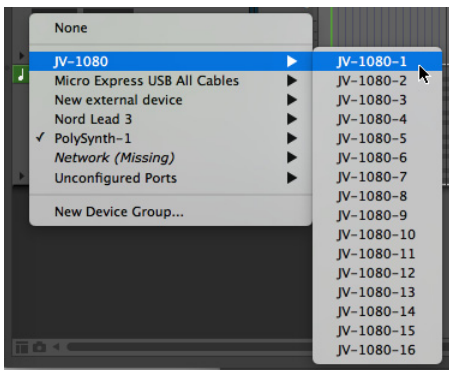 None
JV-1080
Micro Express USB All Cables
New external device
Nord Lead 3
✓ PolySynth-1
Network (Missing)
Unconfigured Ports
New Device Group...
JV-1080-1
JV-1080-2
JV-1080-3
JV-1080-4
JV-1080-5
JV-1080-6
JV-1080-7
JV-1080-8
JV-1080-9
JV-1080-10
JV-1080-11
JV-1080-12
JV-1080-13
JV-1080-14
JV-1080-15
JV-1080-16